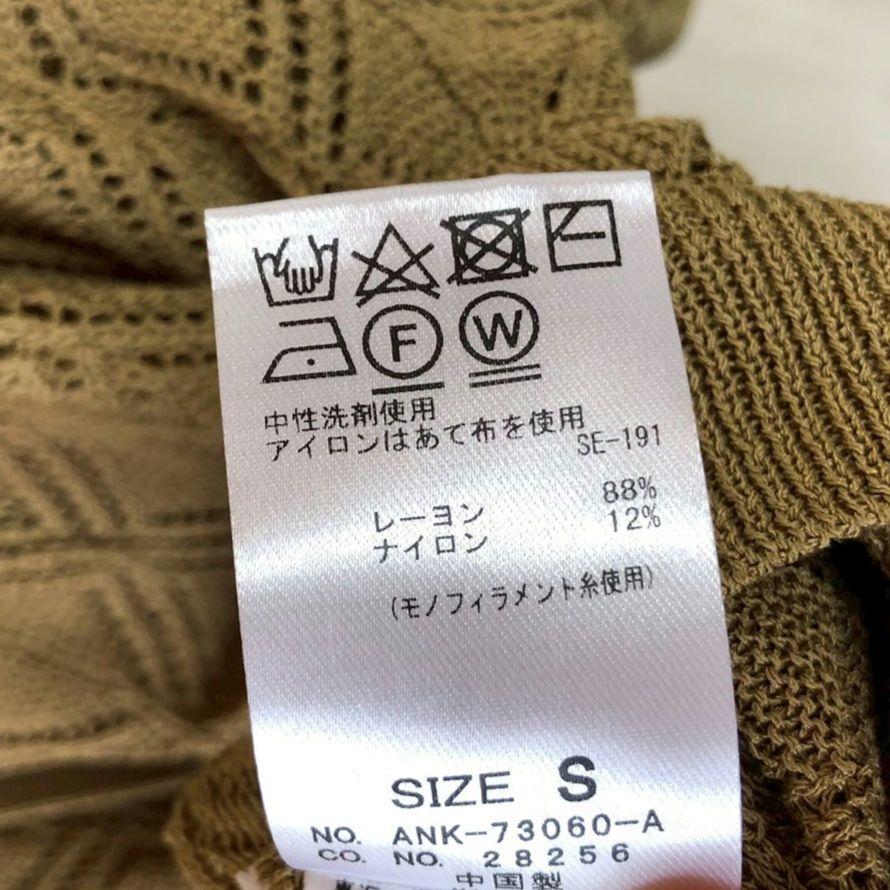 F W
中性洗剤使用
アイロンはあて布を使用
SE-191
レーヨン 88%
ナイロン 12%
(モノフィラメント糸使用)
SIZE S
NO. ANK-73060-A
CO. NO. 28256
中国製